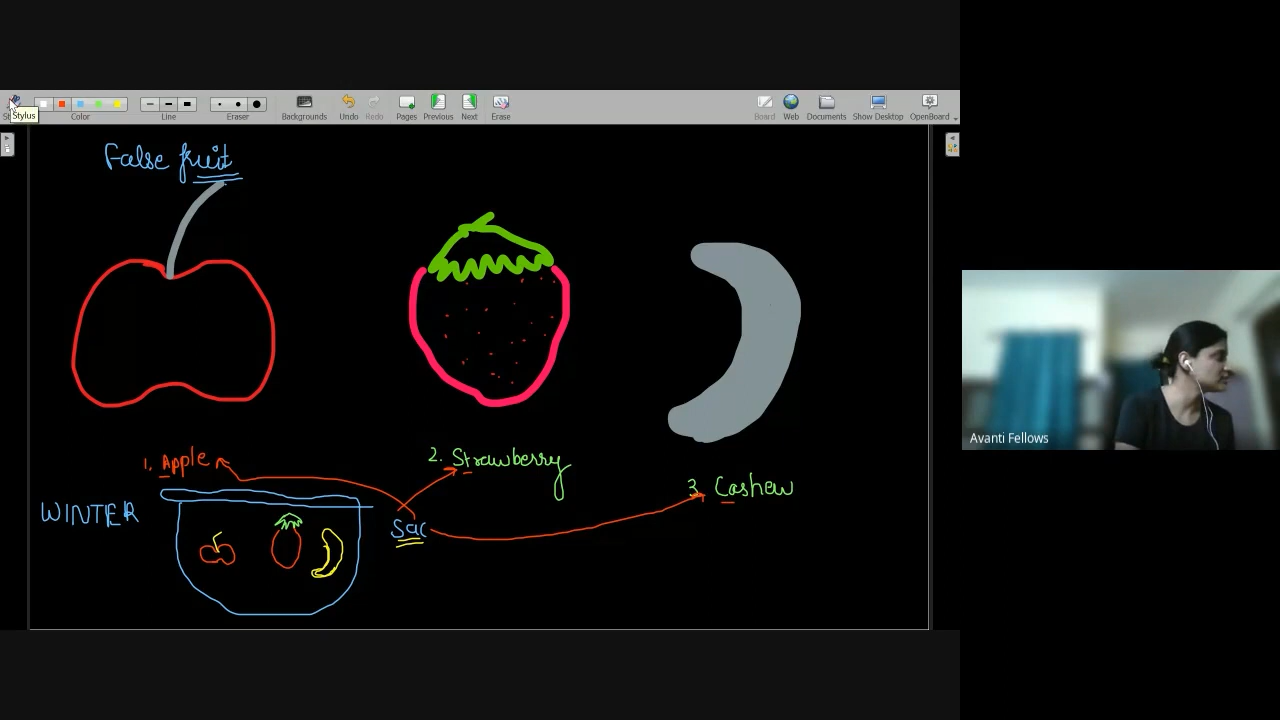 Stylus
Color
Line
Eraser
Backgrounds
Undo
Redo
Pages
Previous
Next
Erase
Board
Web
Documents
Show Desktop
OpenBoard
False fruit
1. Apple
2. Strawberry
3. Cashew
WINTER
Sac
Avanti Fellows